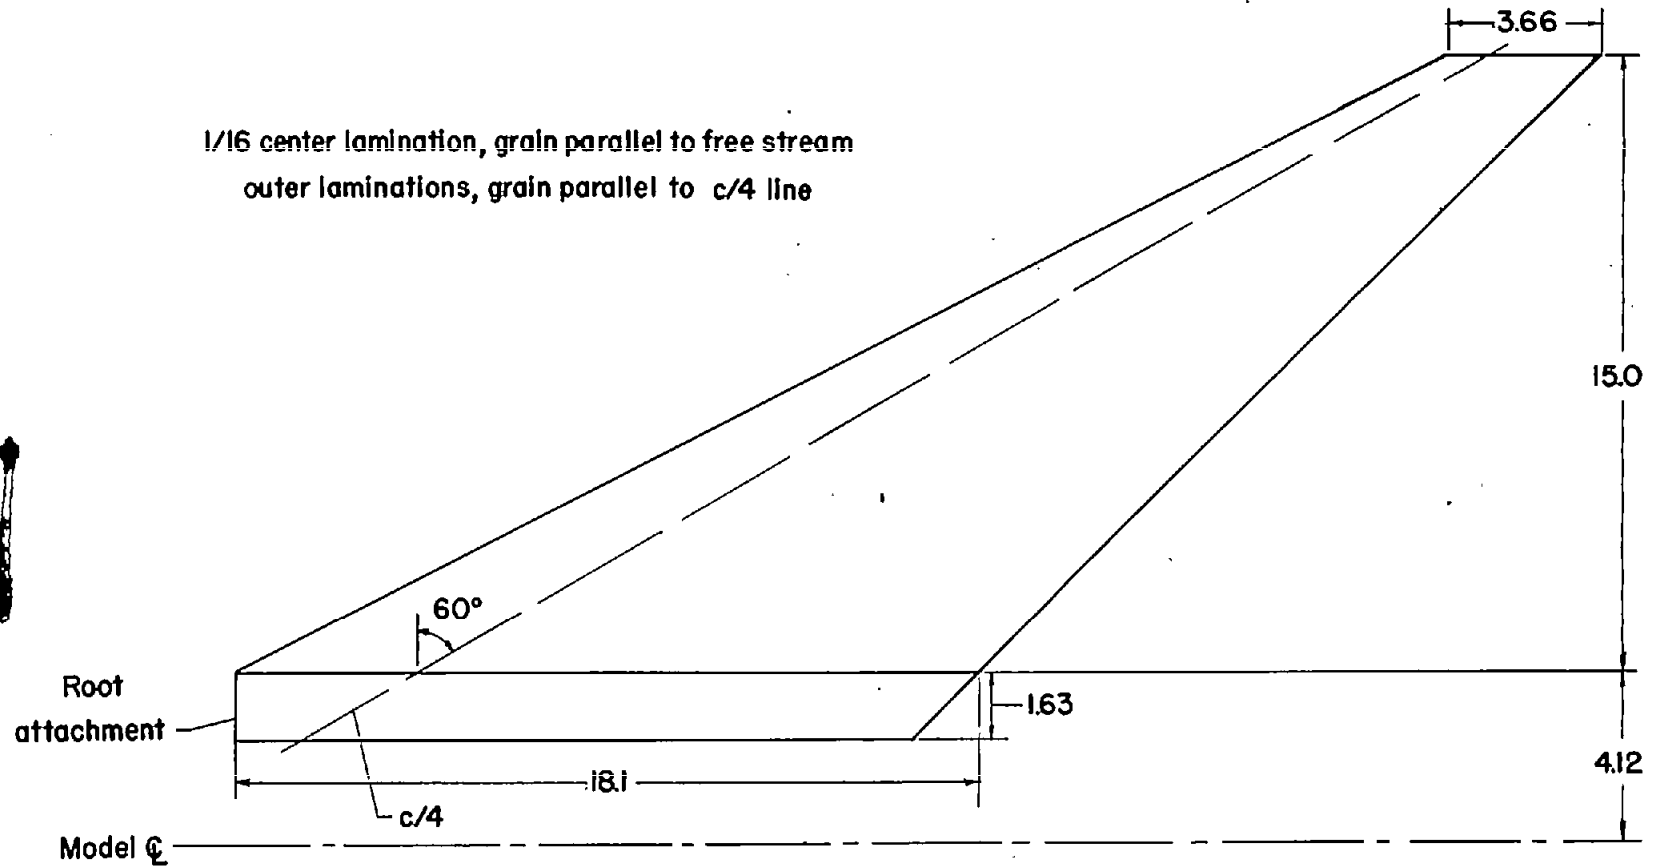 3.66
1/16 center lamination, grain parallel to free stream
outer laminations, grain parallel to c/4 line
15.0
60°
Root
attachment
1.63
18.1
4.12
c/4
Model ℄